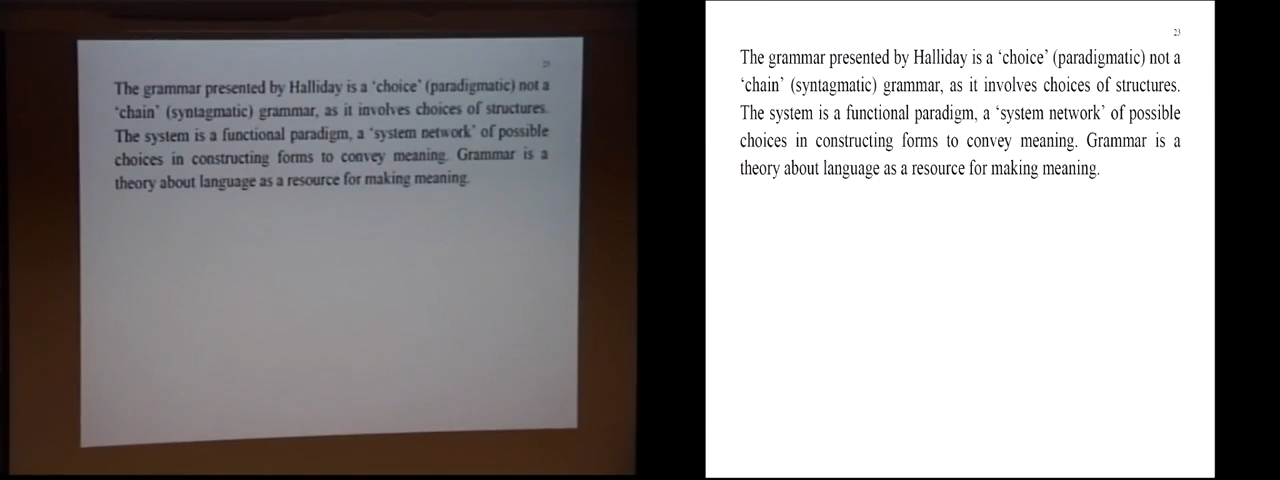 23
The grammar presented by Halliday is a ‘choice’ (paradigmatic) not a
‘chain’ (syntagmatic) grammar, as it involves choices of structures.
The system is a functional paradigm, a ‘system network’ of possible
choices in constructing forms to convey meaning. Grammar is a
theory about language as a resource for making meaning.
23
The grammar presented by Halliday is a ‘choice’ (paradigmatic) not a
‘chain’ (syntagmatic) grammar, as it involves choices of structures.
The system is a functional paradigm, a ‘system network’ of possible
choices in constructing forms to convey meaning. Grammar is a
theory about language as a resource for making meaning.